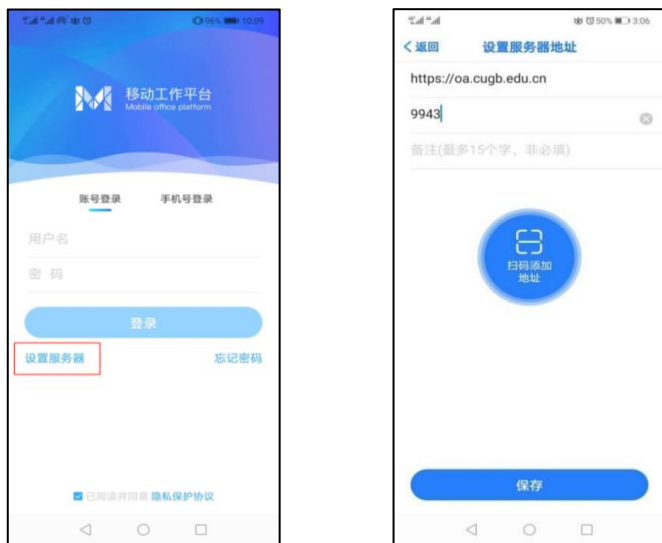 96% 10:09
移动工作平台
Mobile office platform
账号登录 手机号登录
用户名
密 码
登录
设置服务器 忘记密码
已阅读并同意 隐私保护协议
50% 3:06
返回 设置服务器地址
https://oa.cugb.edu.cn
9943
备注(最多15个字，非必填)
扫码添加
地址
保存